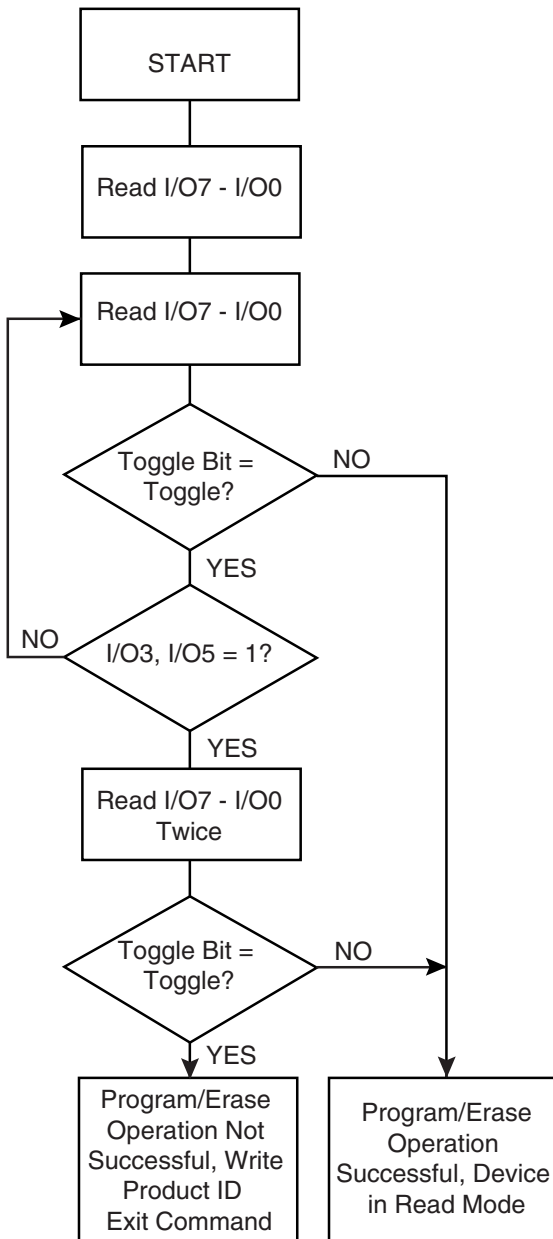 START
Read I/O7 - I/O0
Read I/O7 - I/O0
Toggle Bit =
Toggle?
NO
YES
NO
I/O3, I/O5 = 1?
YES
Read I/O7 - I/O0
Twice
Toggle Bit =
Toggle?
NO
YES
Program/Erase
Operation Not
Successful, Write
Product ID
Exit Command
Program/Erase
Operation
Successful, Device
in Read Mode